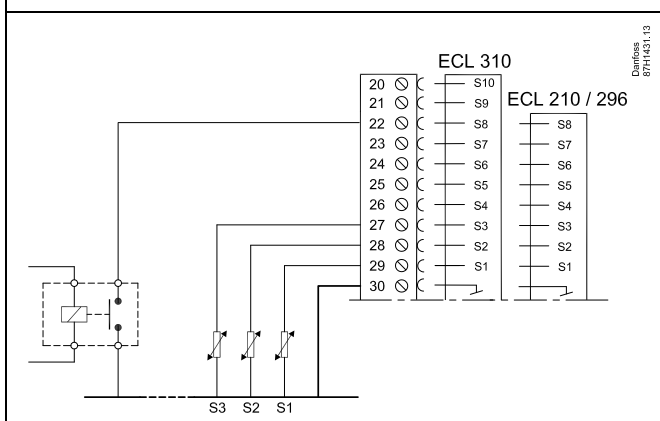 Danfoss
87H1431.13
ECL 310
ECL 210 / 296
20 S10
21 S9
22 S8 S8
23 S7 S7
24 S6 S6
25 S5 S5
26 S4 S4
27 S3 S3
28 S2 S2
29 S1 S1
30
S3 S2 S1